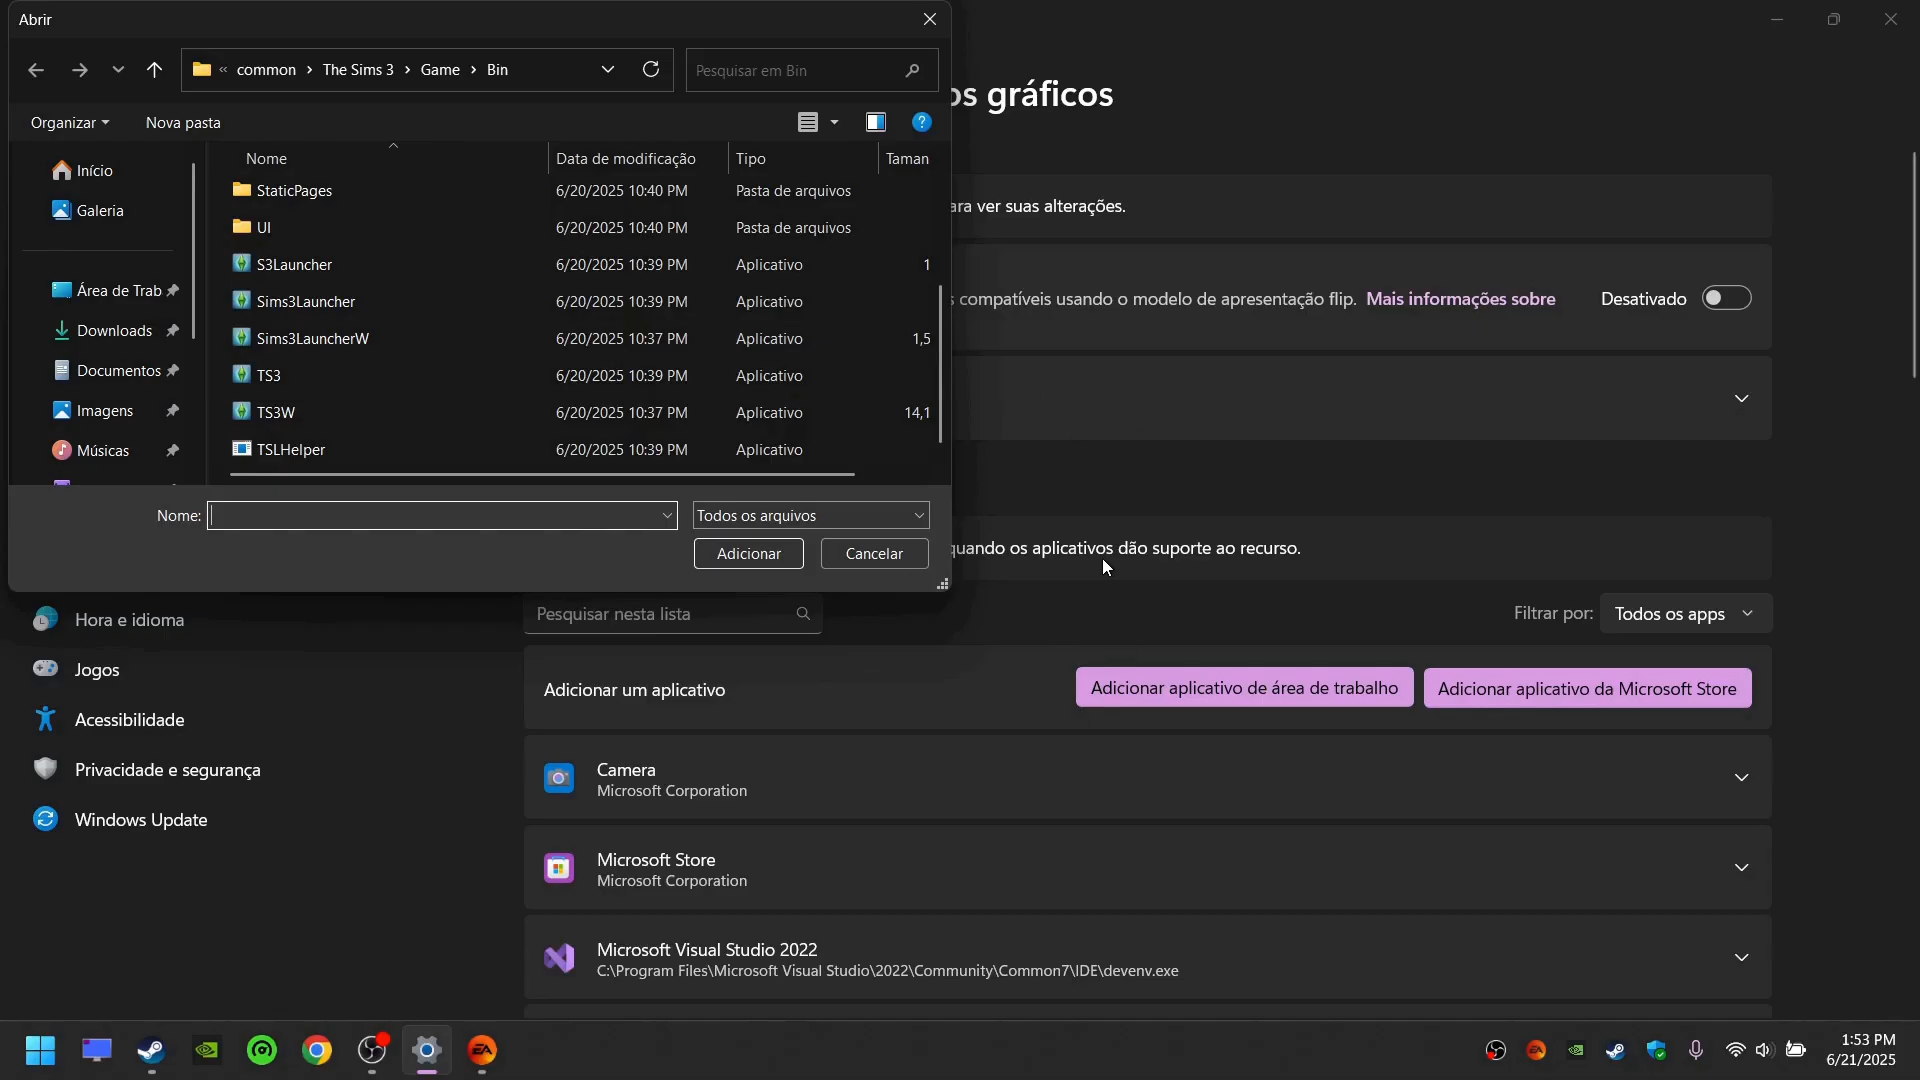 Abrir
« common > The Sims 3 > Game > Bin
Pesquisar em Bin
Organizar
Nova pasta
Nome
Data de modificação
Tipo
Taman
StaticPages
6/20/2025 10:40 PM
Pasta de arquivos
UI
6/20/2025 10:40 PM
Pasta de arquivos
S3Launcher
6/20/2025 10:39 PM
Aplicativo
1
Sims3Launcher
6/20/2025 10:39 PM
Aplicativo
Sims3LauncherW
6/20/2025 10:37 PM
Aplicativo
1,5
TS3
6/20/2025 10:39 PM
Aplicativo
TS3W
6/20/2025 10:37 PM
Aplicativo
14,1
TSLHelper
6/20/2025 10:39 PM
Aplicativo
Início
Galeria
Área de Trab
Downloads
Documentos
Imagens
Músicas
Nome:
Todos os arquivos
Adicionar
Cancelar
os gráficos
ara ver suas alterações.
s compatíveis usando o modelo de apresentação flip. Mais informações sobre
Desativado
quando os aplicativos dão suporte ao recurso.
Hora e idioma
Jogos
Acessibilidade
Privacidade e segurança
Windows Update
Pesquisar nesta lista
Filtrar por:
Todos os apps
Adicionar um aplicativo
Adicionar aplicativo de área de trabalho
Adicionar aplicativo da Microsoft Store
Camera
Microsoft Corporation
Microsoft Store
Microsoft Corporation
Microsoft Visual Studio 2022
C:\Program Files\Microsoft Visual Studio\2022\Community\Common7\IDE\devenv.exe
1:53 PM
6/21/2025